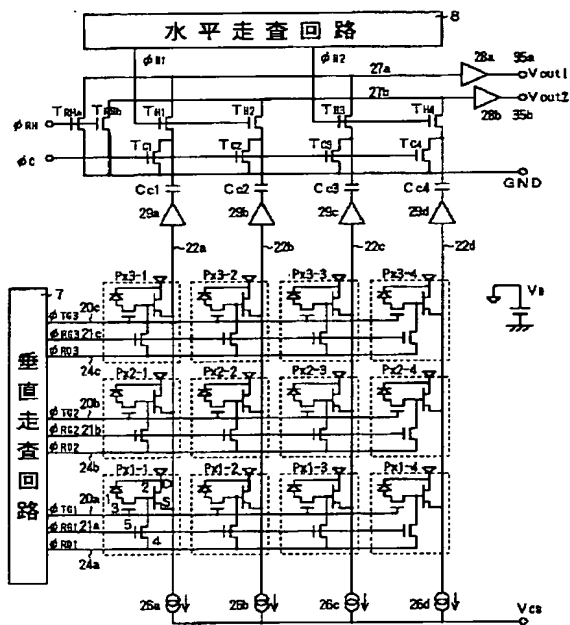 8
水平走査回路
φH1
φH2
27a
28a
35a
Vout1
27b
Vout2
TRHa
TRHb
TH1
TH2
TH3
TH4
28b
35b
φRH
φC
TC1
TC2
TC3
TC4
CC1
CC2
CC3
CC4
GND
29a
29b
29c
29d
22a
22b
22c
22d
7
垂直走査回路
Px3-1
Px3-2
Px3-3
Px3-4
20c
φTG3
φRG3
21c
φRD3
24c
VB
Px2-1
Px2-2
Px2-3
Px2-4
20b
φTG2
φRG2
21b
φRD2
24b
Px1-1
Px1-2
Px1-3
Px1-4
20a
φTG1
φRG1
21a
φRD1
24a
1
2
D
S
3
5
4
26a
26b
26c
26d
VCS